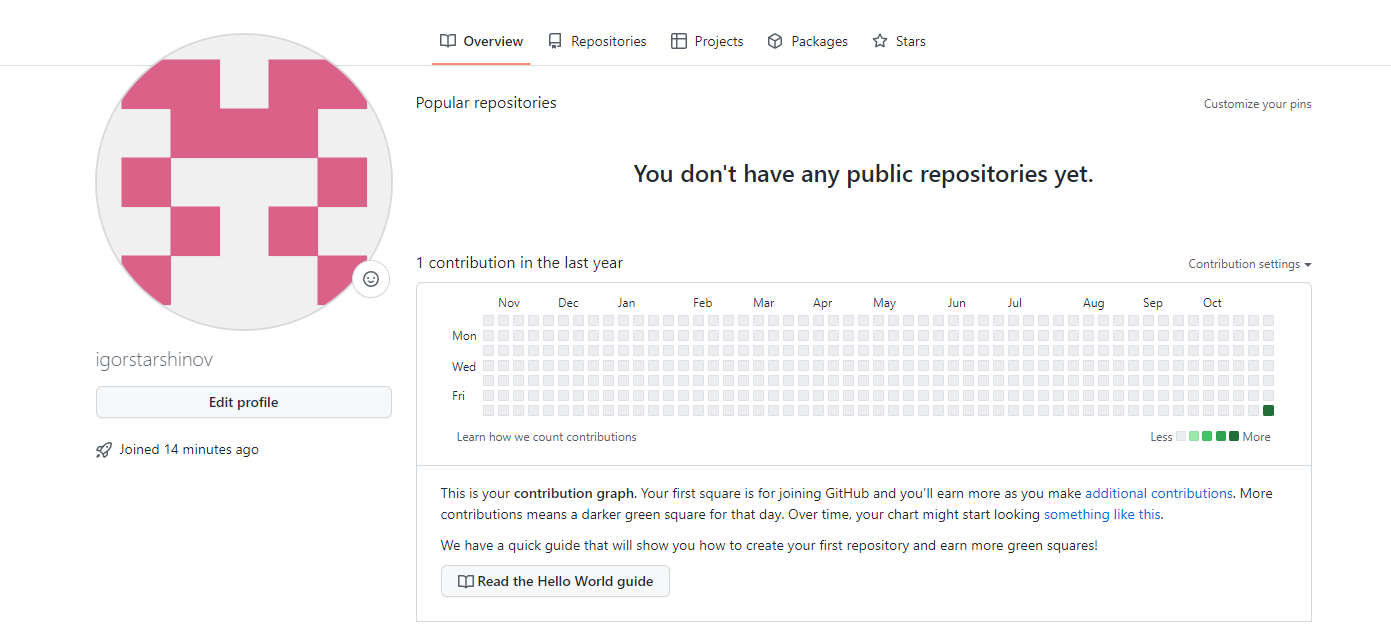 Overview Repositories Projects Packages Stars
Popular repositories Customize your pins
You don't have any public repositories yet.
1 contribution in the last year Contribution settings
Nov Dec Jan Feb Mar Apr May Jun Jul Aug Sep Oct
Mon
Wed
Fri
Learn how we count contributions Less More
igorstarshinov
Edit profile
Joined 14 minutes ago
This is your contribution graph. Your first square is for joining GitHub and you'll earn more as you make additional contributions. More
contributions means a darker green square for that day. Over time, your chart might start looking something like this.
We have a quick guide that will show you how to create your first repository and earn more green squares!
Read the Hello World guide